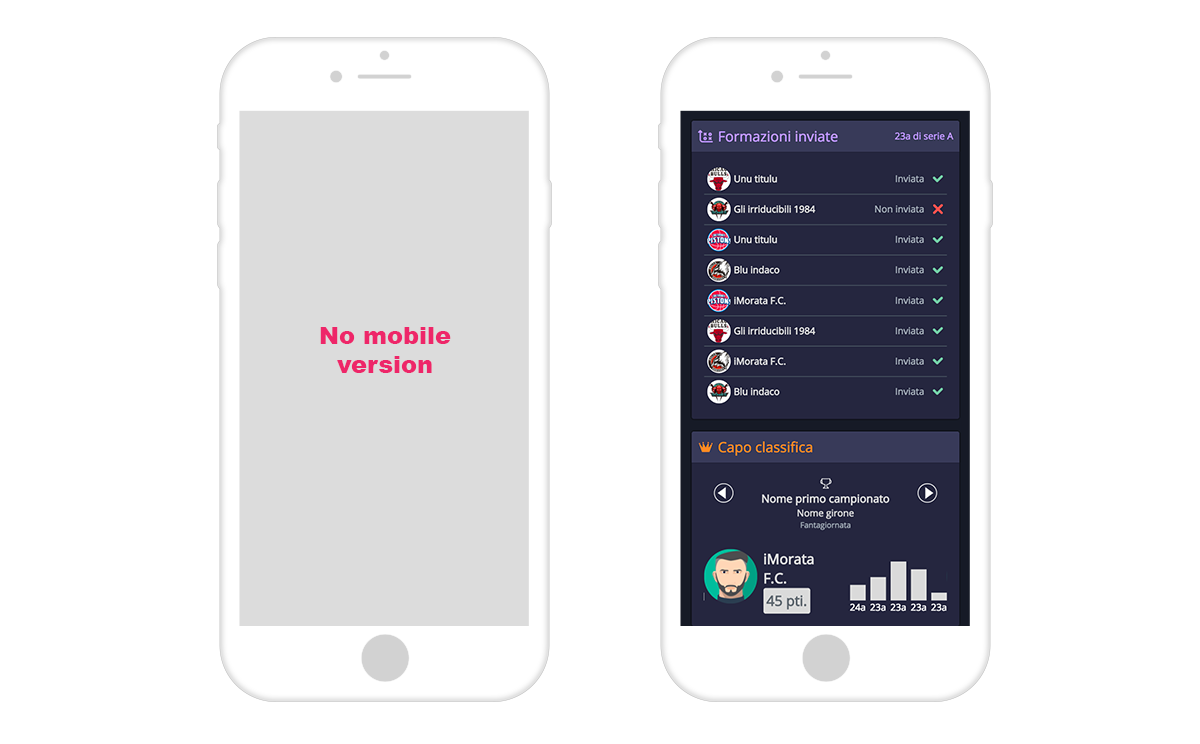 No mobile
version
Formazioni inviate 23a di serie A
Unu titulu Inviata
Gli irriducibili 1984 Non inviata
Unu titulu Inviata
Blu indaco Inviata
iMorata F.C. Inviata
Gli irriducibili 1984 Inviata
iMorata F.C. Inviata
Blu indaco Inviata
Capo classifica
Nome primo campionato
Nome girone
Fantagiornata
iMorata
F.C.
45 pti.
24a 23a 23a 23a 23a